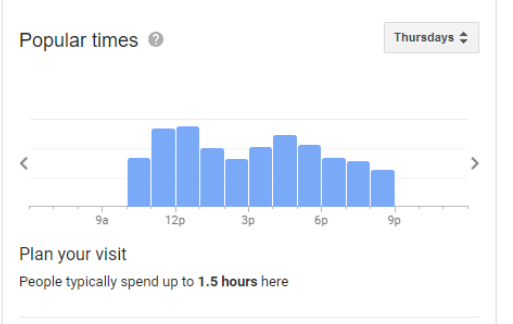 Popular times ?
Thursdays
9a 12p 3p 6p 9p
Plan your visit
People typically spend up to 1.5 hours here